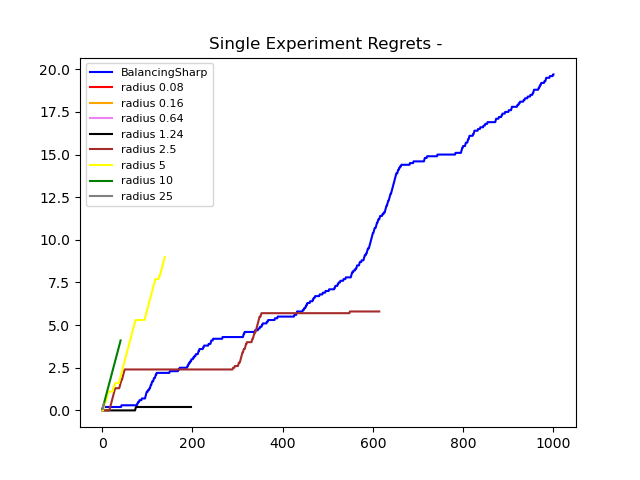 Single Experiment Regrets -
BalancingSharp
radius 0.08
radius 0.16
radius 0.64
radius 1.24
radius 2.5
radius 5
radius 10
radius 25
20.0
17.5
15.0
12.5
10.0
7.5
5.0
2.5
0.0
0 200 400 600 800 1000